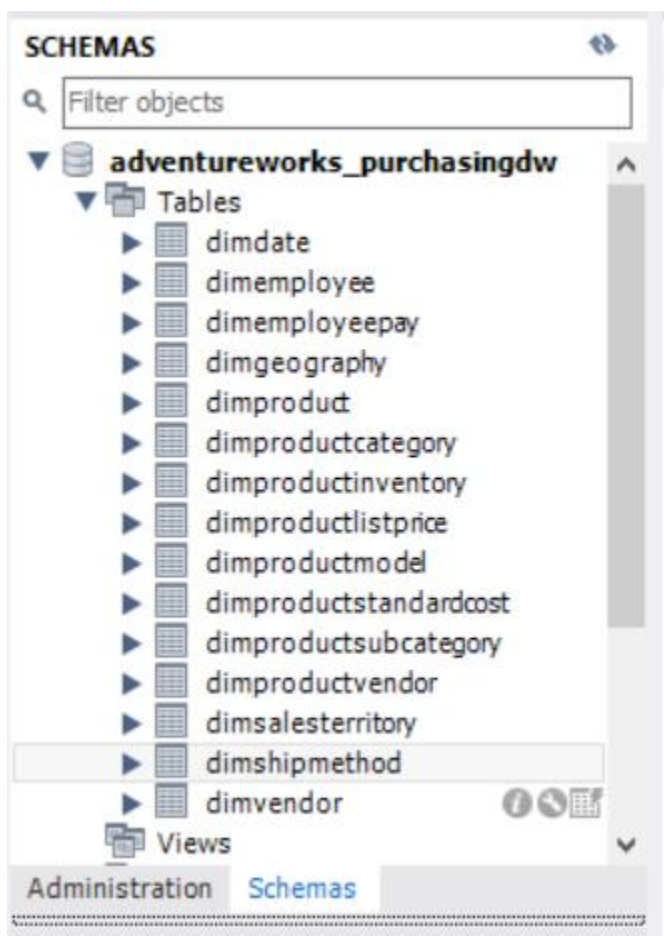 SCHEMAS
Filter objects
adventureworks_purchasingdw
Tables
dimdate
dimemployee
dimemployeepay
dimgeography
dimproduct
dimproductcategory
dimproductinventory
dimproductlistprice
dimproductmodel
dimproductstandardcost
dimproductsubcategory
dimproductvendor
dimsalesterritory
dimshipmethod
dimvendor
Views
Administration Schemas